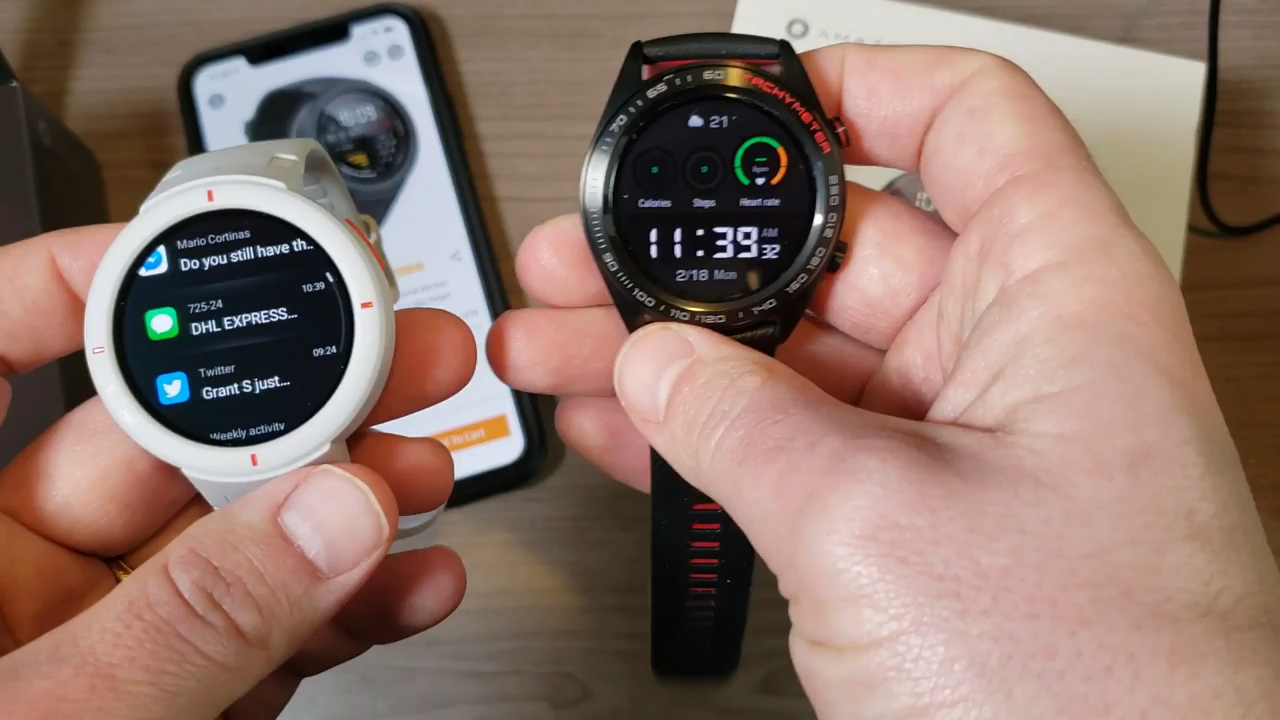 Mario Cortinas
Do you still have th..
10:39
725-24
DHL EXPRESS...
09:24
Twitter
Grant S just...
Weekly activity
60
TACHYMETER
65
70
90
100
110
120
140
21°
Calories
Steps
Heart rate
11:39
AM
32
2/18 Mon
To Cart